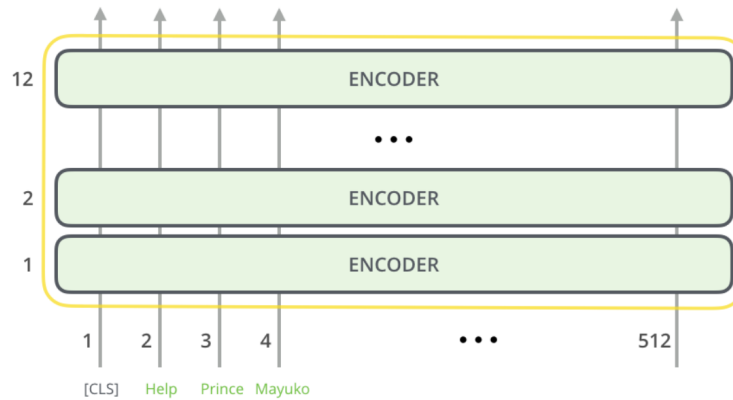 12 ENCODER
...
2 ENCODER
1 ENCODER
1 2 3 4 ... 512
[CLS] Help Prince Mayuko